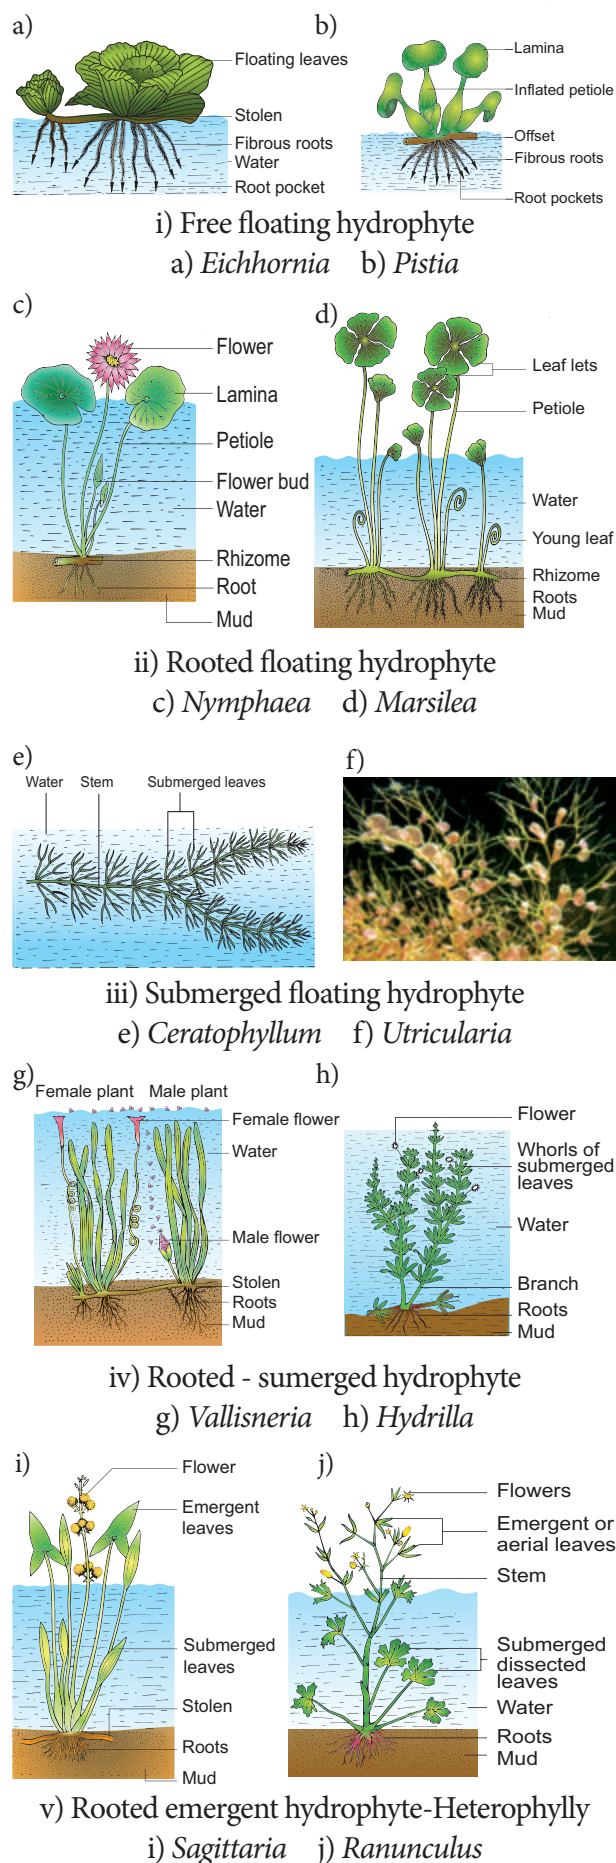 a)
Floating leaves
Stolen
Fibrous roots
Water
Root pocket
b)
Lamina
Inflated petiole
Offset
Fibrous roots
Root pockets
i) Free floating hydrophyte
a) Eichhornia b) Pistia
c)
Flower
Lamina
Petiole
Flower bud
Water
Rhizome
Root
Mud
d)
Leaf lets
Petiole
Water
Young leaf
Rhizome
Roots
Mud
ii) Rooted floating hydrophyte
c) Nymphaea d) Marsilea
e)
Water Stem Submerged leaves
f)
iii) Submerged floating hydrophyte
e) Ceratophyllum f) Utricularia
g)
Female plant Male plant
Female flower
Water
Male flower
Stolen
Roots
Mud
h)
Flower
Whorls of
submerged
leaves
Water
Branch
Roots
Mud
iv) Rooted - sumerged hydrophyte
g) Vallisneria h) Hydrilla
i)
Flower
Emergent
leaves
Submerged
leaves
Stolen
Roots
Mud
j)
Flowers
Emergent or
aerial leaves
Stem
Submerged
dissected
leaves
Water
Roots
Mud
v) Rooted emergent hydrophyte-Heterophylly
i) Sagittaria j) Ranunculus